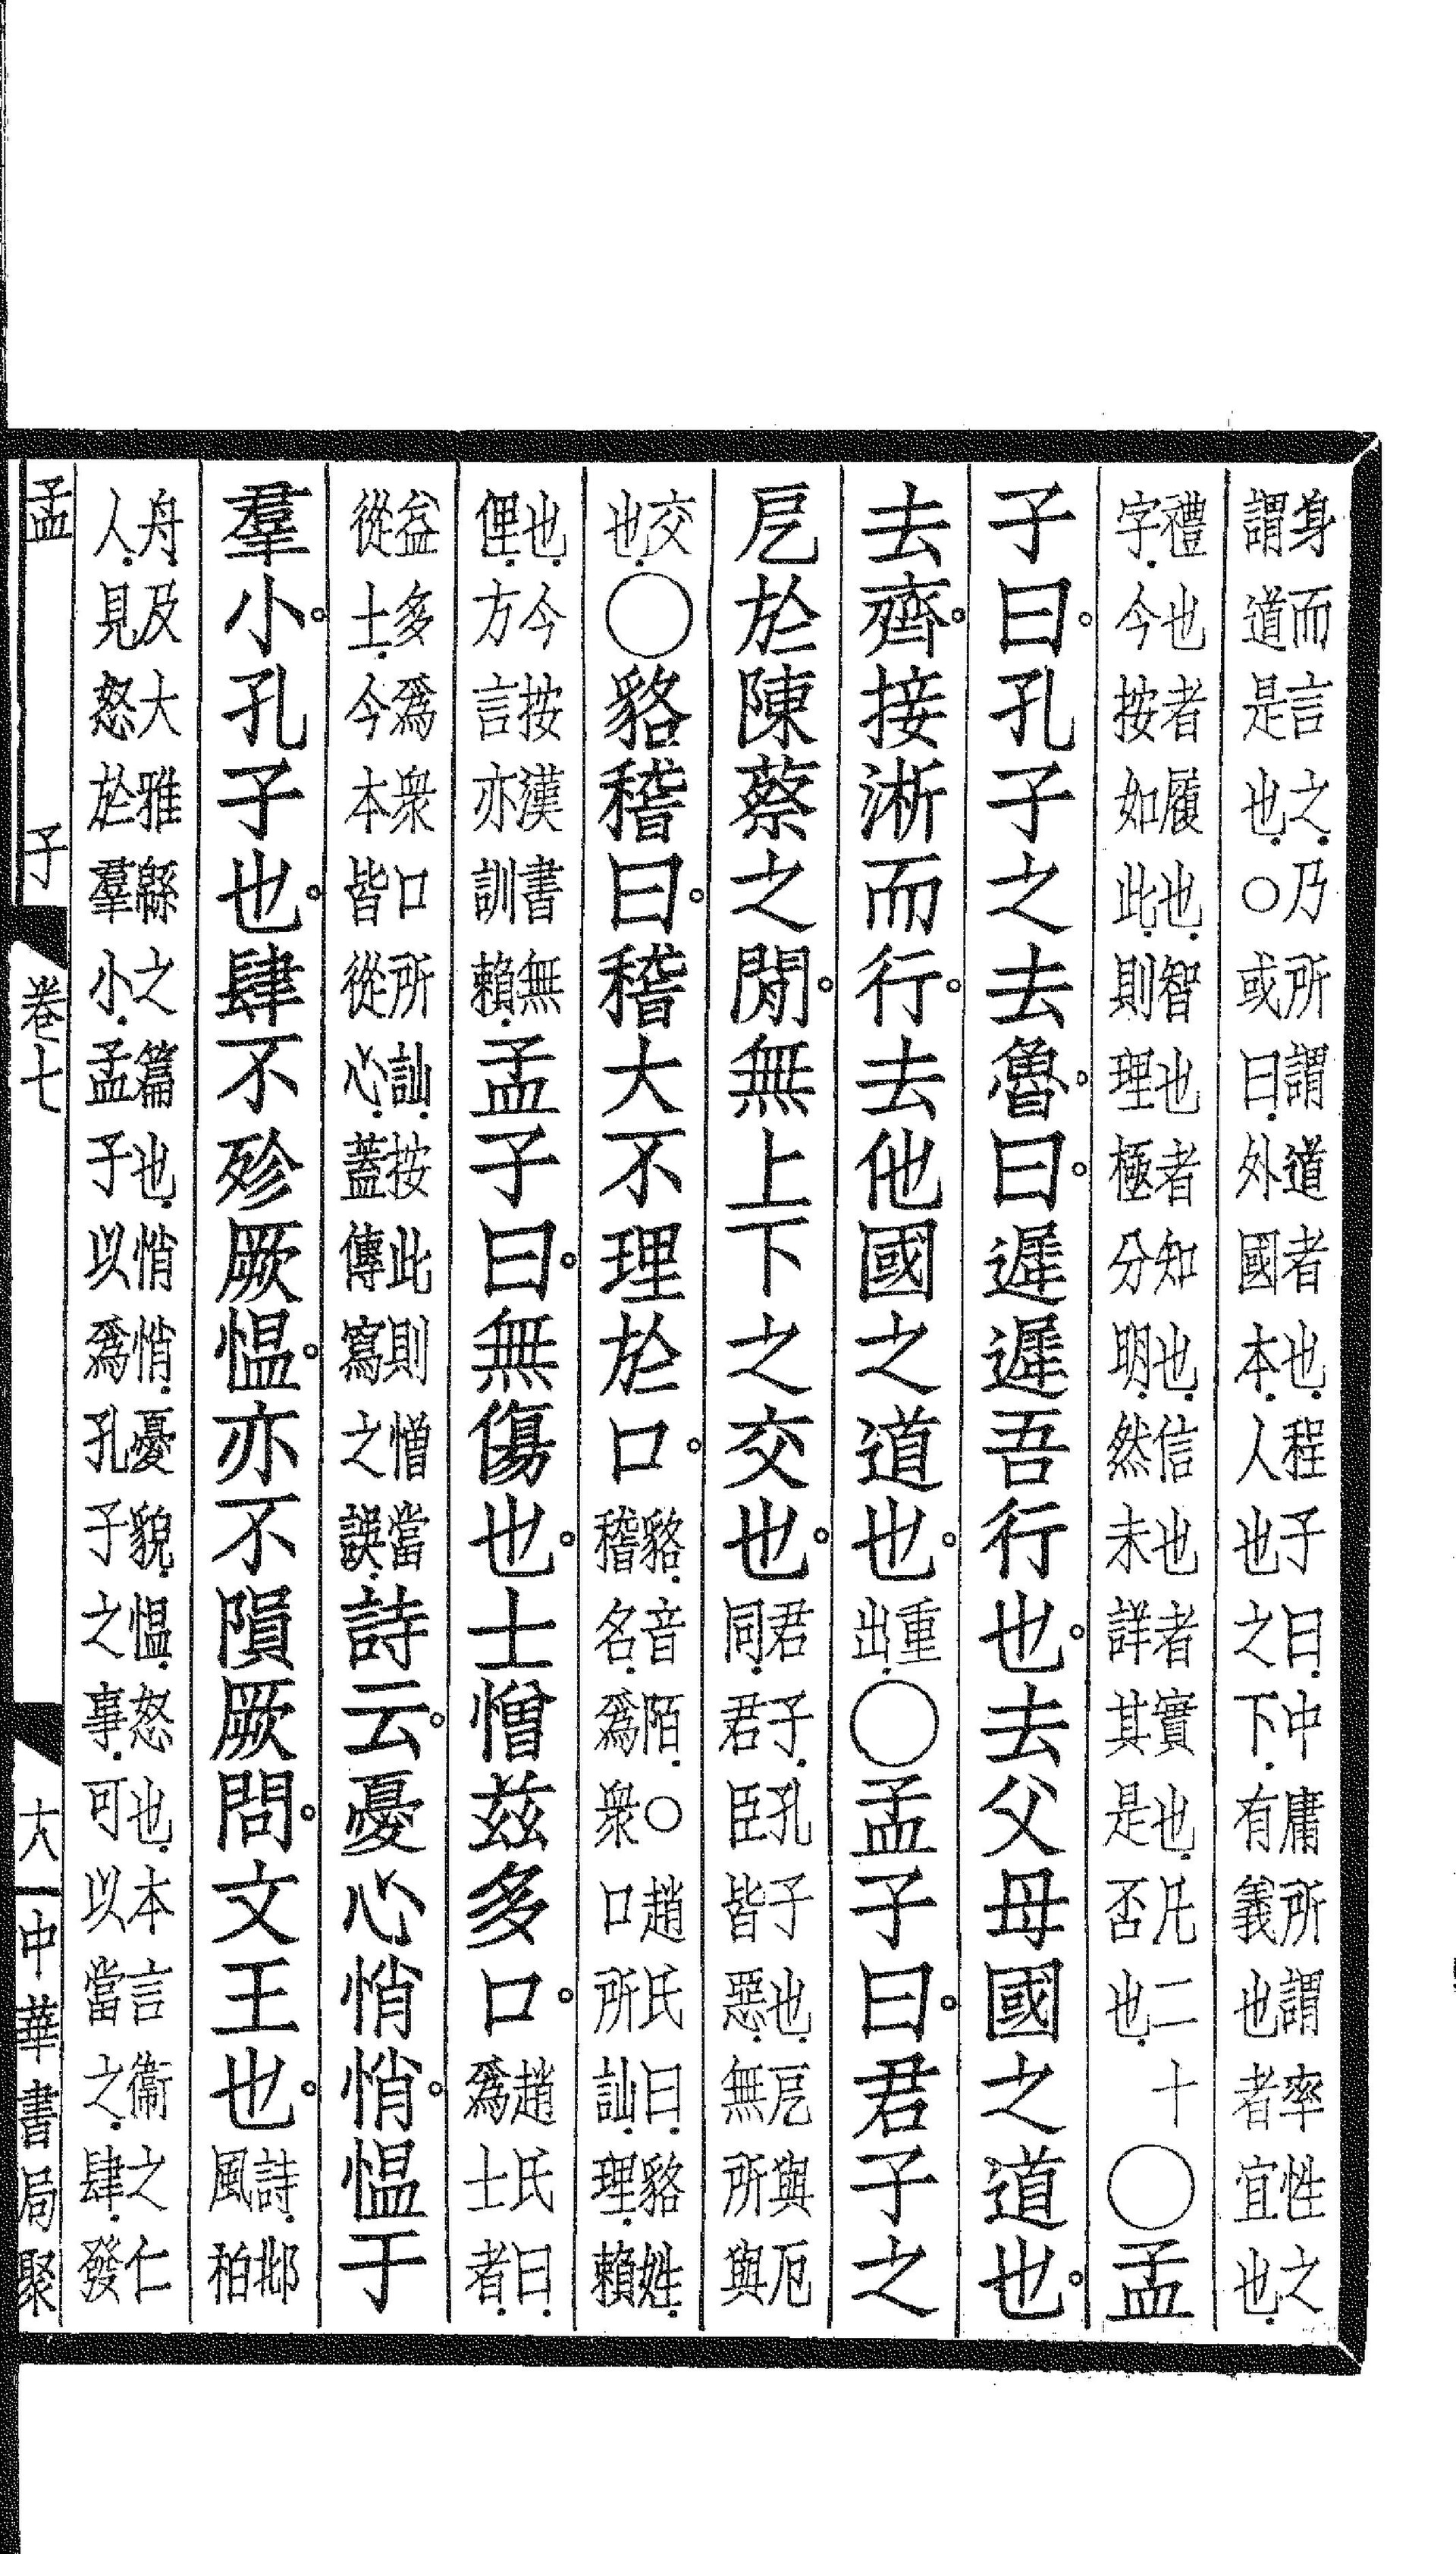 身而言之.乃所謂道者也.程子曰.中庸所謂率性之
謂道是也.○或曰.外國本.人也之下.有義也者宜也.
禮也者履也.智也者知也.信也者實也.凡二十
字.今按如此.則理極分明.然未詳其是否也.
○孟
子曰。孔子之去魯。曰。遲遲吾行也。去父母國之道也。
去齊。接淅而行。去他國之道也。重出.○孟子曰。君子之
戹於陳蔡之閒。無上下之交也。君子.孔子也.戹與厄
同.君臣皆惡.無所與
交也.○貉稽曰。稽大不理於口。貉.音陌.○趙氏曰.貉姓.
稽名.爲衆口所訕.理.賴
也.今按漢書無
俚.方言亦訓賴.
孟子曰。無傷也。士憎茲多口。趙氏曰.
爲士者.
益多爲衆口所訕.按此則憎當
從土.今本皆從心.蓋傳寫之誤.
詩云。憂心悄悄。慍于
羣小。孔子也。肆不殄厥慍。亦不隕厥問。文王也。詩.邶
風柏
舟.及大雅緜之篇也.悄悄.憂貌.慍.怒也.本言衞之仁
人.見怒於羣小.孟子以爲孔子之事.可以當之.肆.發
孟子 卷七 大一中華書局聚